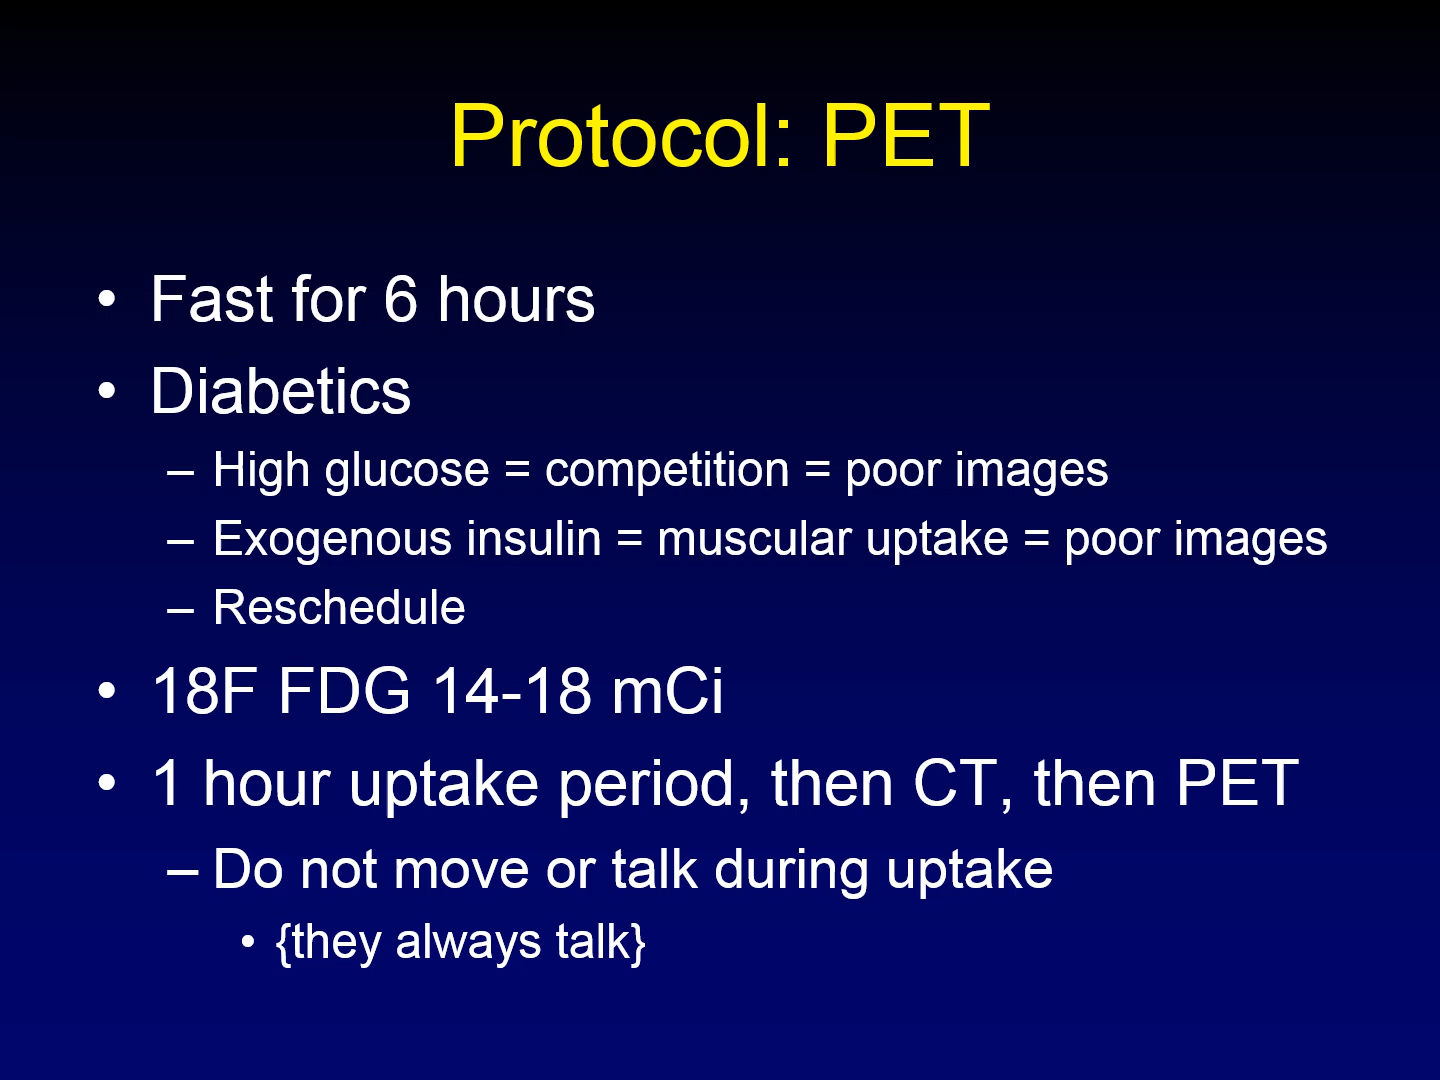 Protocol: PET
• Fast for 6 hours
• Diabetics
– High glucose = competition = poor images
– Exogenous insulin = muscular uptake = poor images
– Reschedule
• 18F FDG 14-18 mCi
• 1 hour uptake period, then CT, then PET
– Do not move or talk during uptake
• {they always talk}